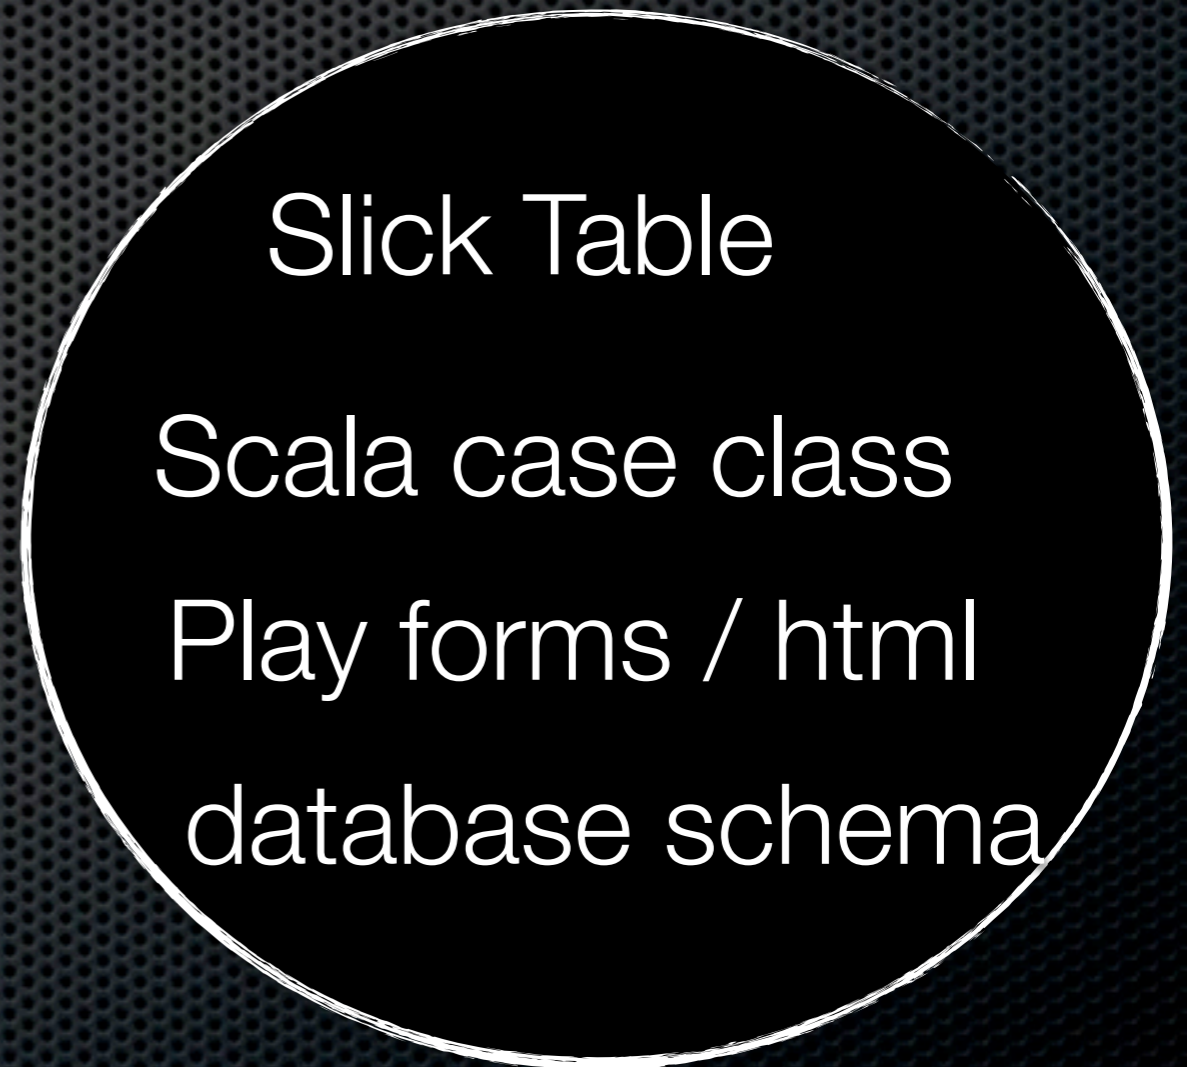 Slick Table
Scala case class
Play forms / html
database schema